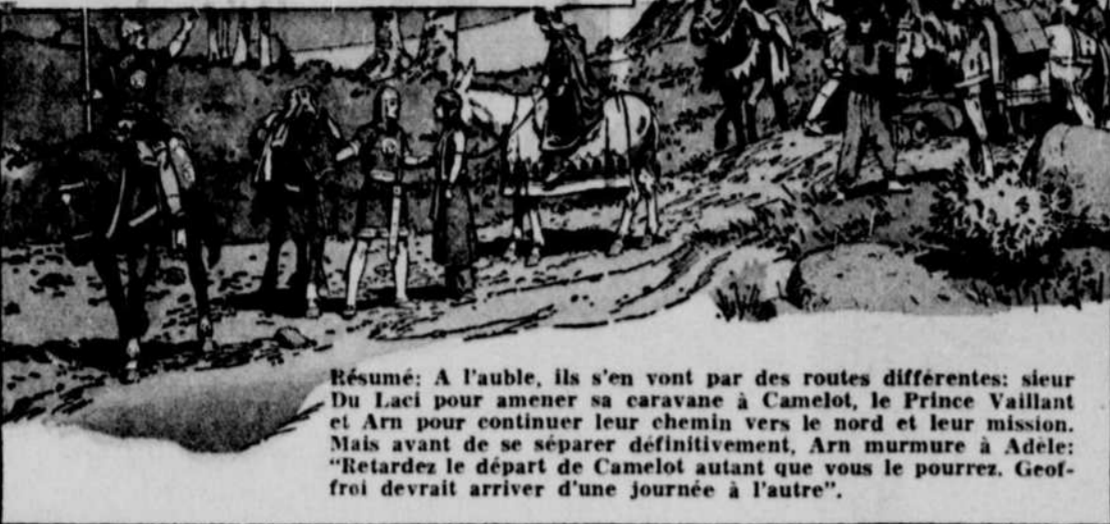 Résumé: A l'auble, ils s'en vont par des routes différentes: sieur
Du Laci pour amener sa caravane à Camelot, le Prince Vaillant
et Arn pour continuer leur chemin vers le nord et leur mission.
Mais avant de se séparer définitivement, Arn murmure à Adèle:
"Retardez le départ de Camelot autant que vous le pourrez. Geof-
froi devrait arriver d'une journée à l'autre".